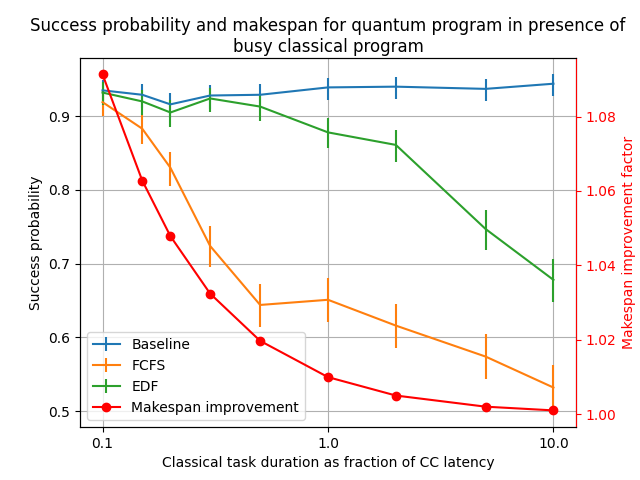 Success probability and makespan for quantum program in presence of
busy classical program
Success probability
0.9
0.8
0.7
0.6
0.5
1.08
1.06
1.04
1.02
1.00
Makespan improvement factor
Baseline
FCFS
EDF
Makespan improvement
0.1
1.0
10.0
Classical task duration as fraction of CC latency